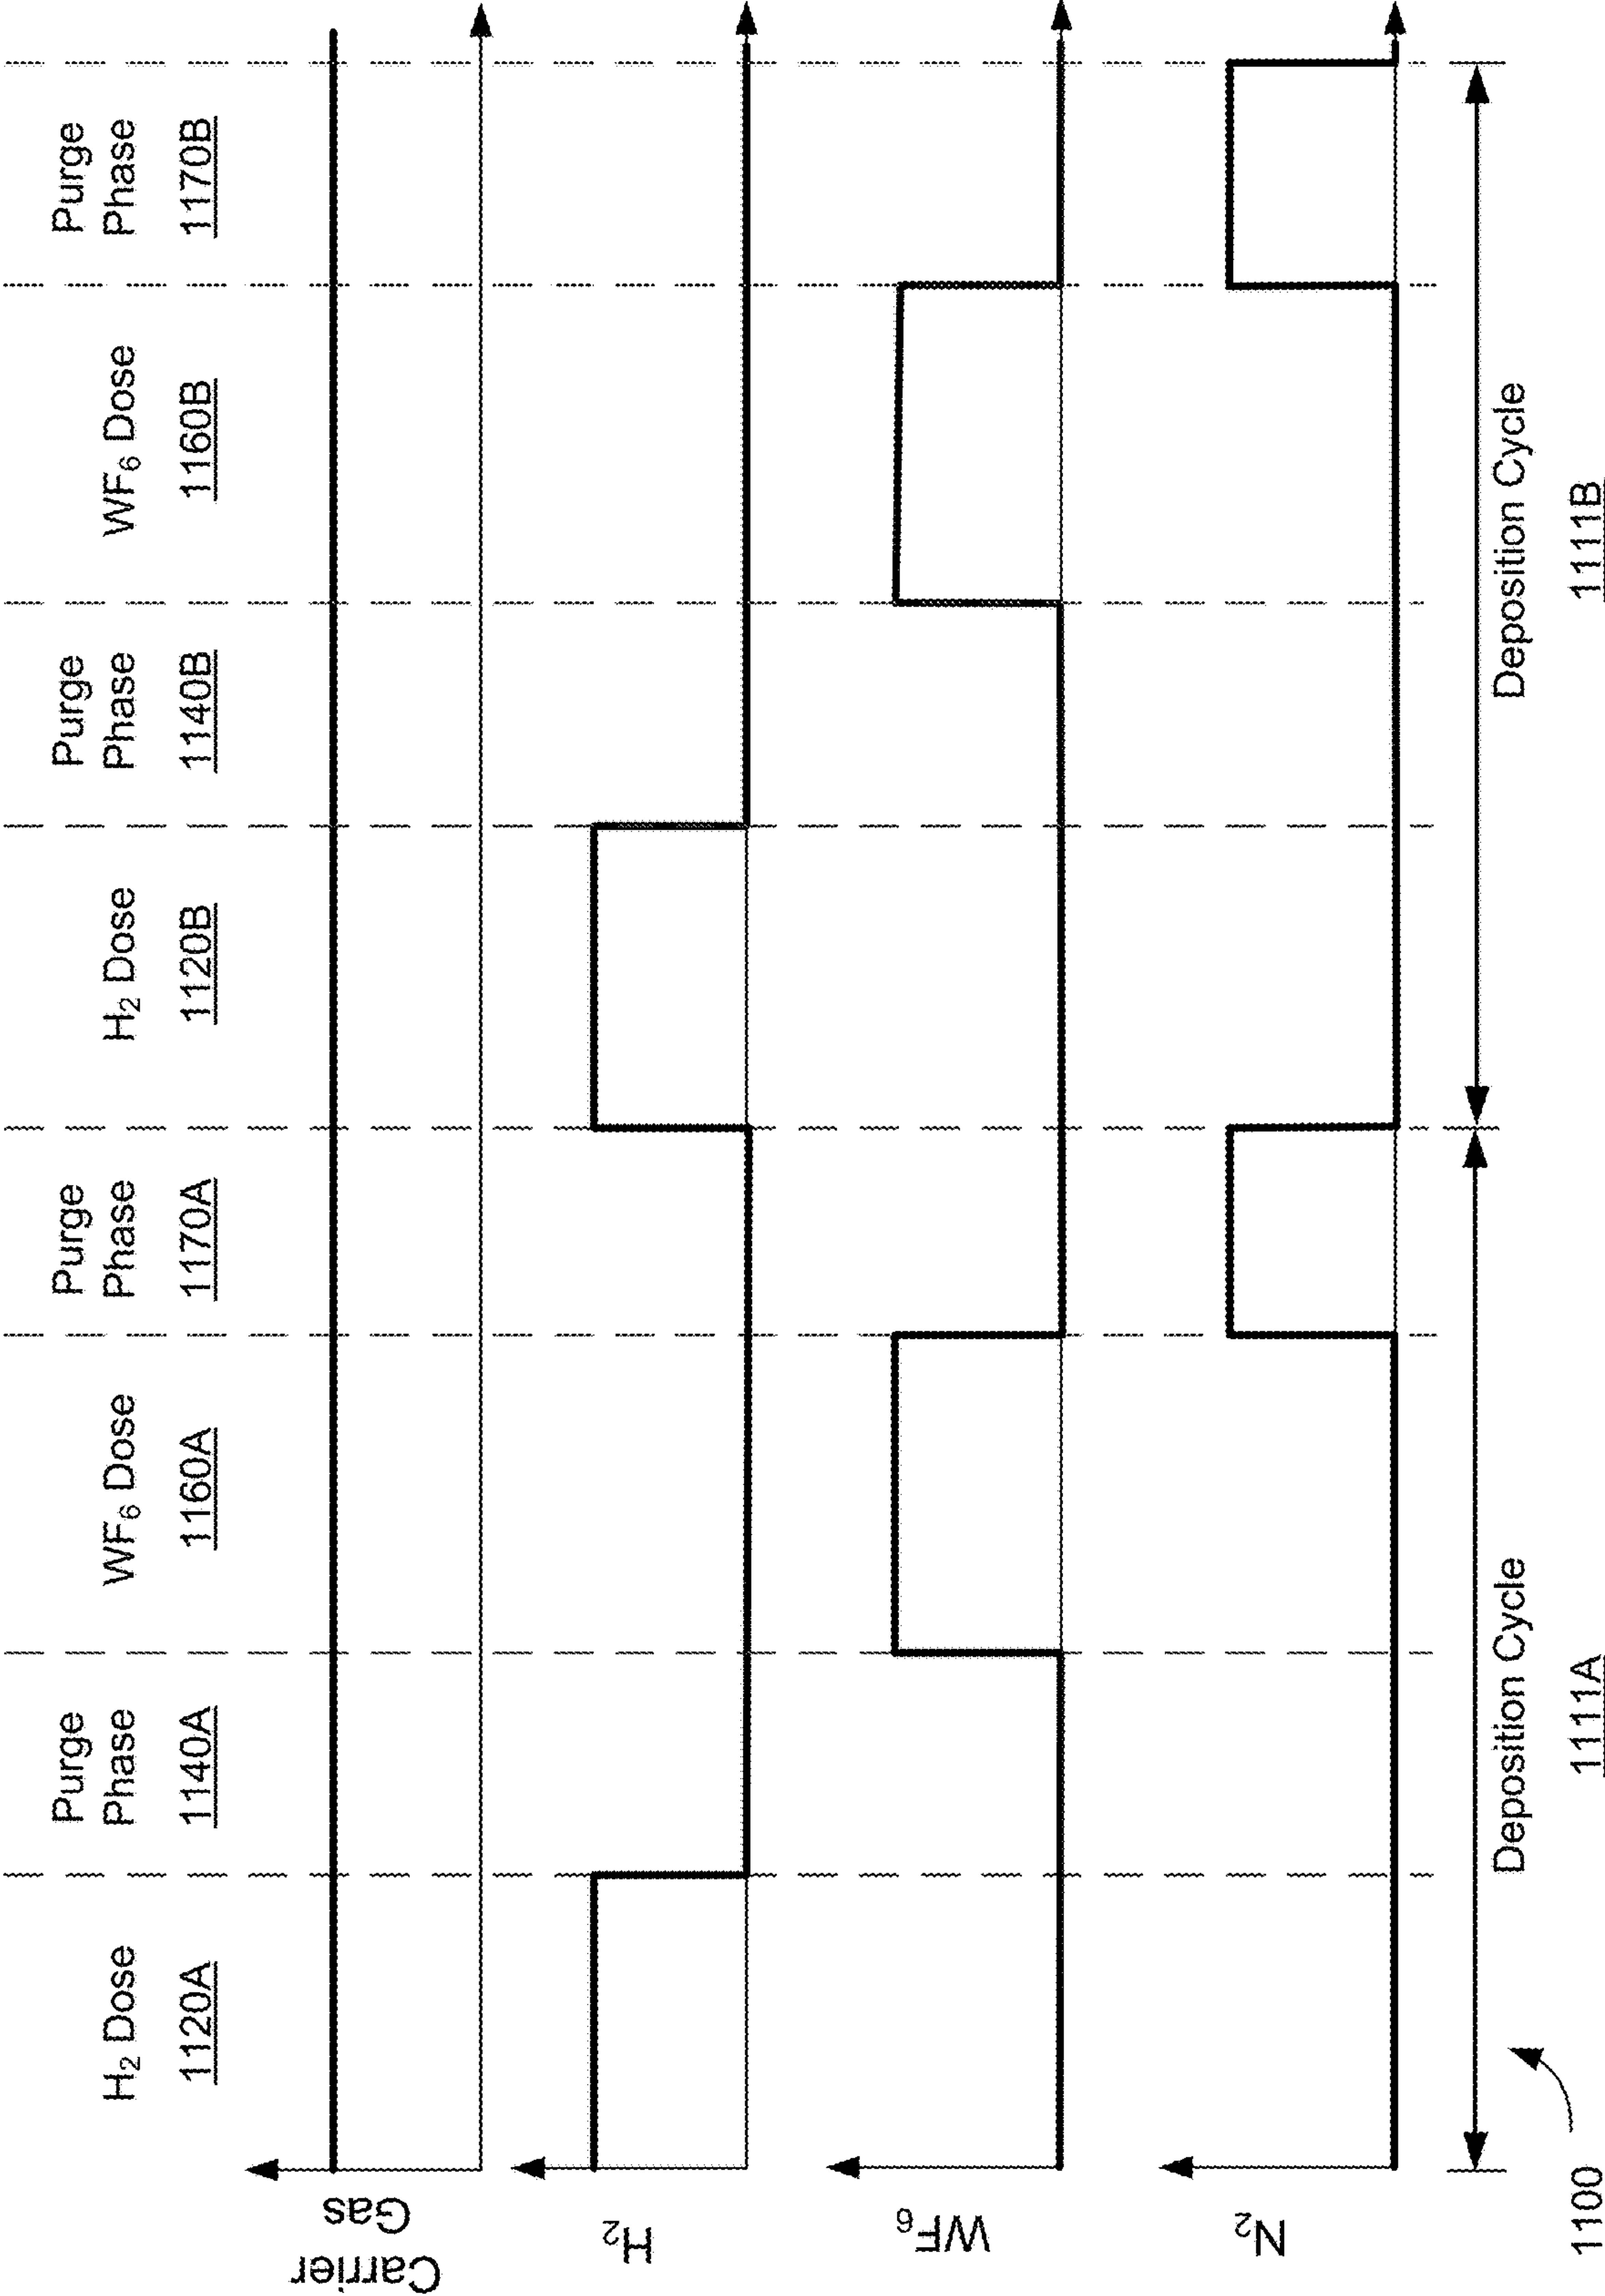 H₂ Dose
1120A
Purge
Phase
1140A
WF₆ Dose
1160A
Purge
Phase
1170A
H₂ Dose
1120B
Purge
Phase
1140B
WF₆ Dose
1160B
Purge
Phase
1170B
Carrier
Gas
H₂
WF₆
N₂
Deposition Cycle
1111A
Deposition Cycle
1111B
1100